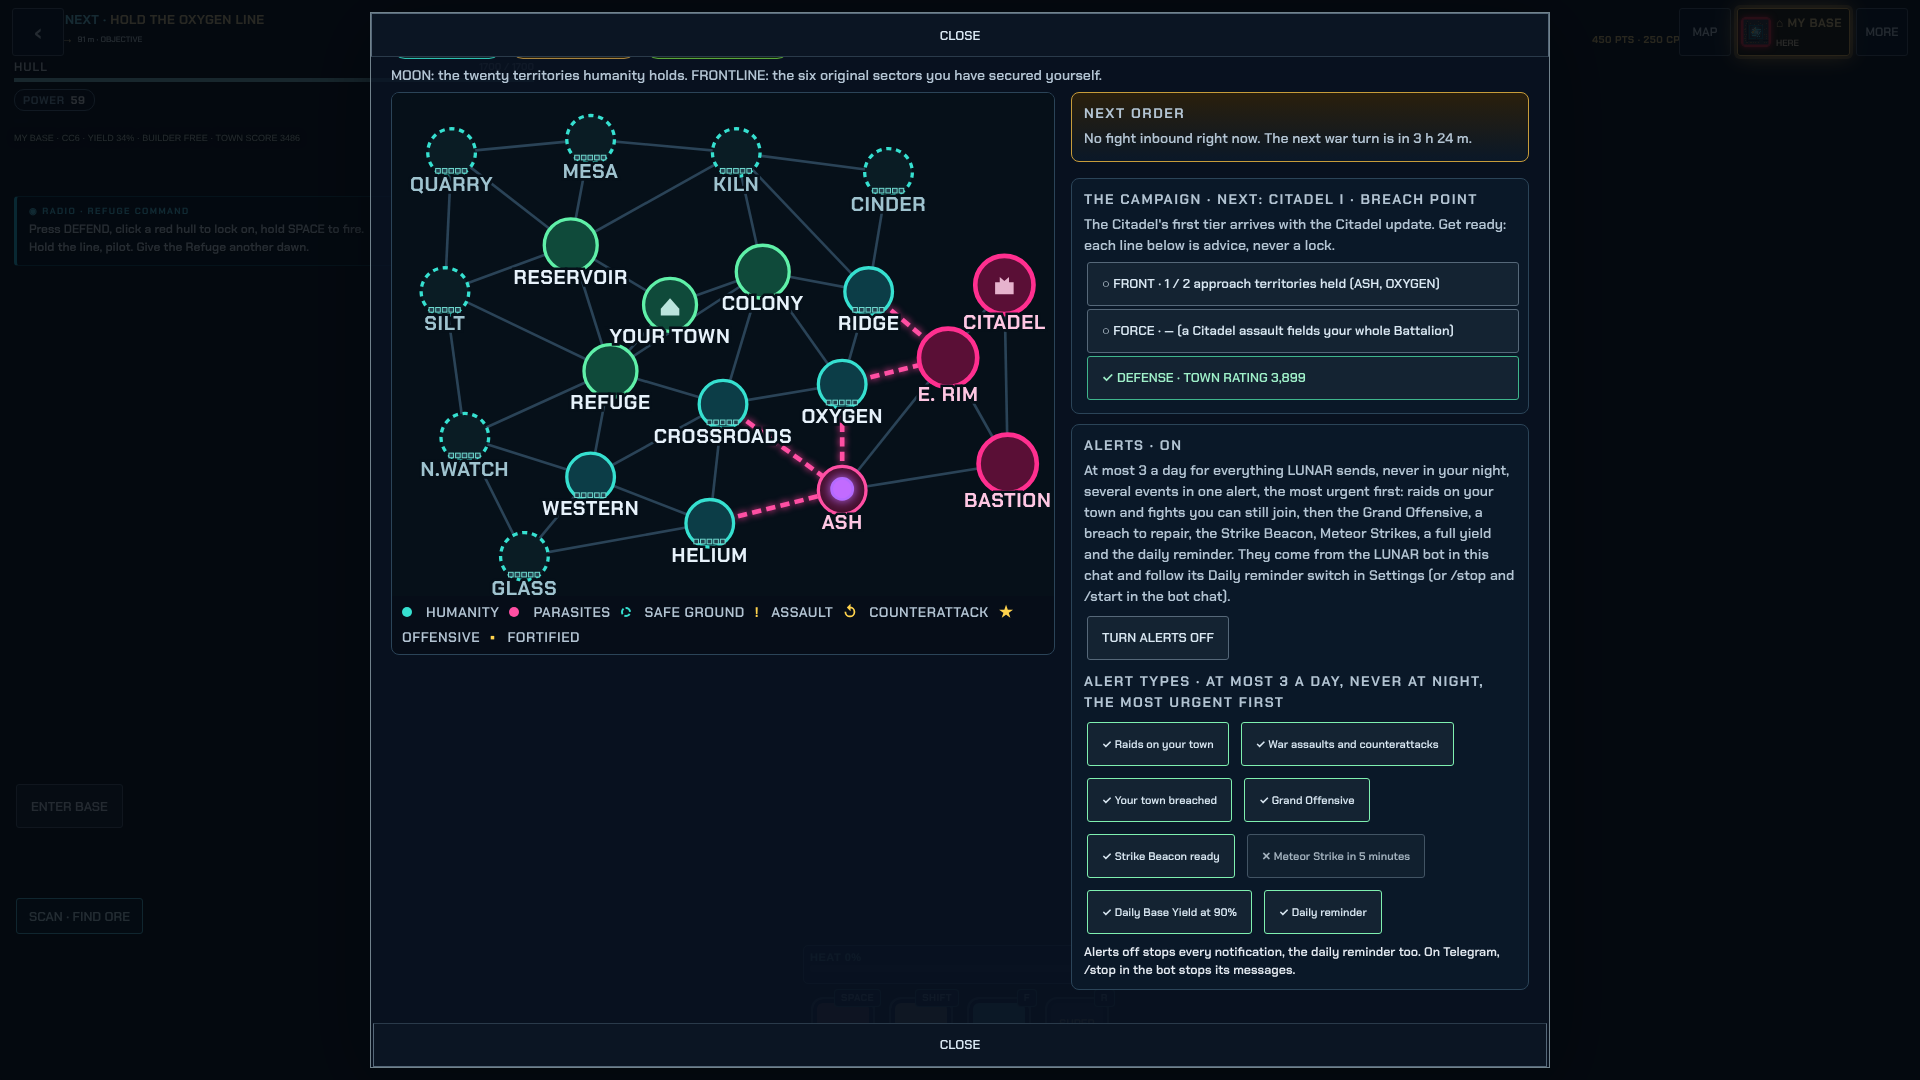 CLOSE
NEXT · HOLD THE OXYGEN LINE
91 m · OBJECTIVE
450 PTS · 250 CP
MAP
⌂ MY BASE
HERE
MORE
HULL
POWER 59
MY BASE · CC6 · YIELD 34% · BUILDER FREE · TOWN SCORE 3486
RADIO · REFUGE COMMAND
Press DEFEND, click a red hull to lock on, hold SPACE to fire.
Hold the line, pilot. Give the Refuge another dawn.
ENTER BASE
SCAN · FIND ORE
MOON: the twenty territories humanity holds. FRONTLINE: the six original sectors you have secured yourself.
QUARRY
MESA
KILN
CINDER
RESERVOIR
COLONY
YOUR TOWN
SILT
RIDGE
CITADEL
REFUGE
E. RIM
OXYGEN
CROSSROADS
N.WATCH
WESTERN
BASTION
ASH
HELIUM
GLASS
HUMANITY PARASITES SAFE GROUND ! ASSAULT COUNTERATTACK ★
OFFENSIVE ▪ FORTIFIED
NEXT ORDER
No fight inbound right now. The next war turn is in 3 h 24 m.
THE CAMPAIGN · NEXT: CITADEL I · BREACH POINT
The Citadel's first tier arrives with the Citadel update. Get ready:
each line below is advice, never a lock.
○ FRONT · 1 / 2 approach territories held (ASH, OXYGEN)
○ FORCE · — (a Citadel assault fields your whole Battalion)
✓ DEFENSE · TOWN RATING 3,899
ALERTS · ON
At most 3 a day for everything LUNAR sends, never in your night,
several events in one alert, the most urgent first: raids on your
town and fights you can still join, then the Grand Offensive, a
breach to repair, the Strike Beacon, Meteor Strikes, a full yield
and the daily reminder. They come from the LUNAR bot in this
chat and follow its Daily reminder switch in Settings (or /stop and
/start in the bot chat).
TURN ALERTS OFF
ALERT TYPES · AT MOST 3 A DAY, NEVER AT NIGHT,
THE MOST URGENT FIRST
✓ Raids on your town
✓ War assaults and counterattacks
✓ Your town breached
✓ Grand Offensive
✓ Strike Beacon ready
✕ Meteor Strike in 5 minutes
✓ Daily Base Yield at 90%
✓ Daily reminder
Alerts off stops every notification, the daily reminder too. On Telegram,
/stop in the bot stops its messages.
SPACE
SHIFT
CLOSE